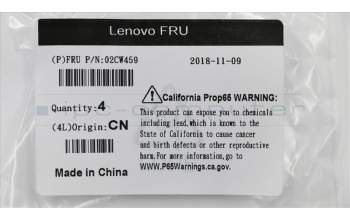 Lenovo FRU
(P)FRU P/N:02CW459 2018-11-09
Quantity:4
(4L)Origin:CN
Made in China
California Prop65 WARNING:
This product can expose you to chemicals
including lead,which is known to the
State of California to cause cancer
and birth defects or other reproductive
harm.For more information,go to
www.P65Warnings.ca.gov.